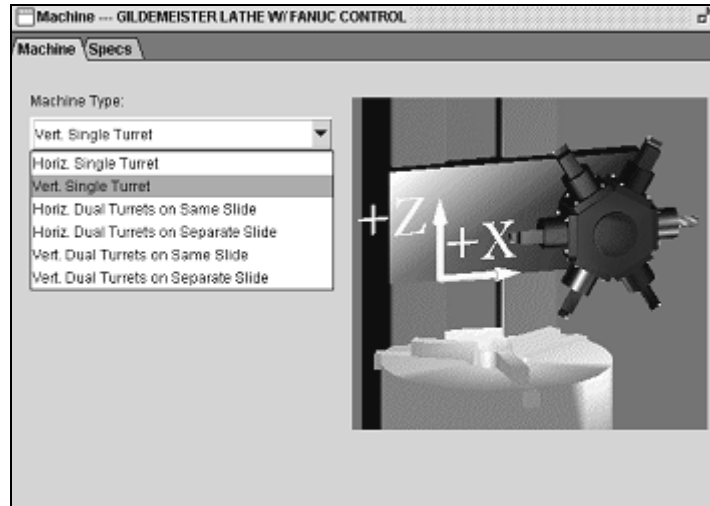 Machine --- GILDEMEISTER LATHE W/ FANUC CONTROL
Machine Specs
Machine Type:
Vert. Single Turret
Horiz. Single Turret
Vert. Single Turret
Horiz. Dual Turrets on Same Slide
Horiz. Dual Turrets on Separate Slide
Vert. Dual Turrets on Same Slide
Vert. Dual Turrets on Separate Slide
+Z
+X